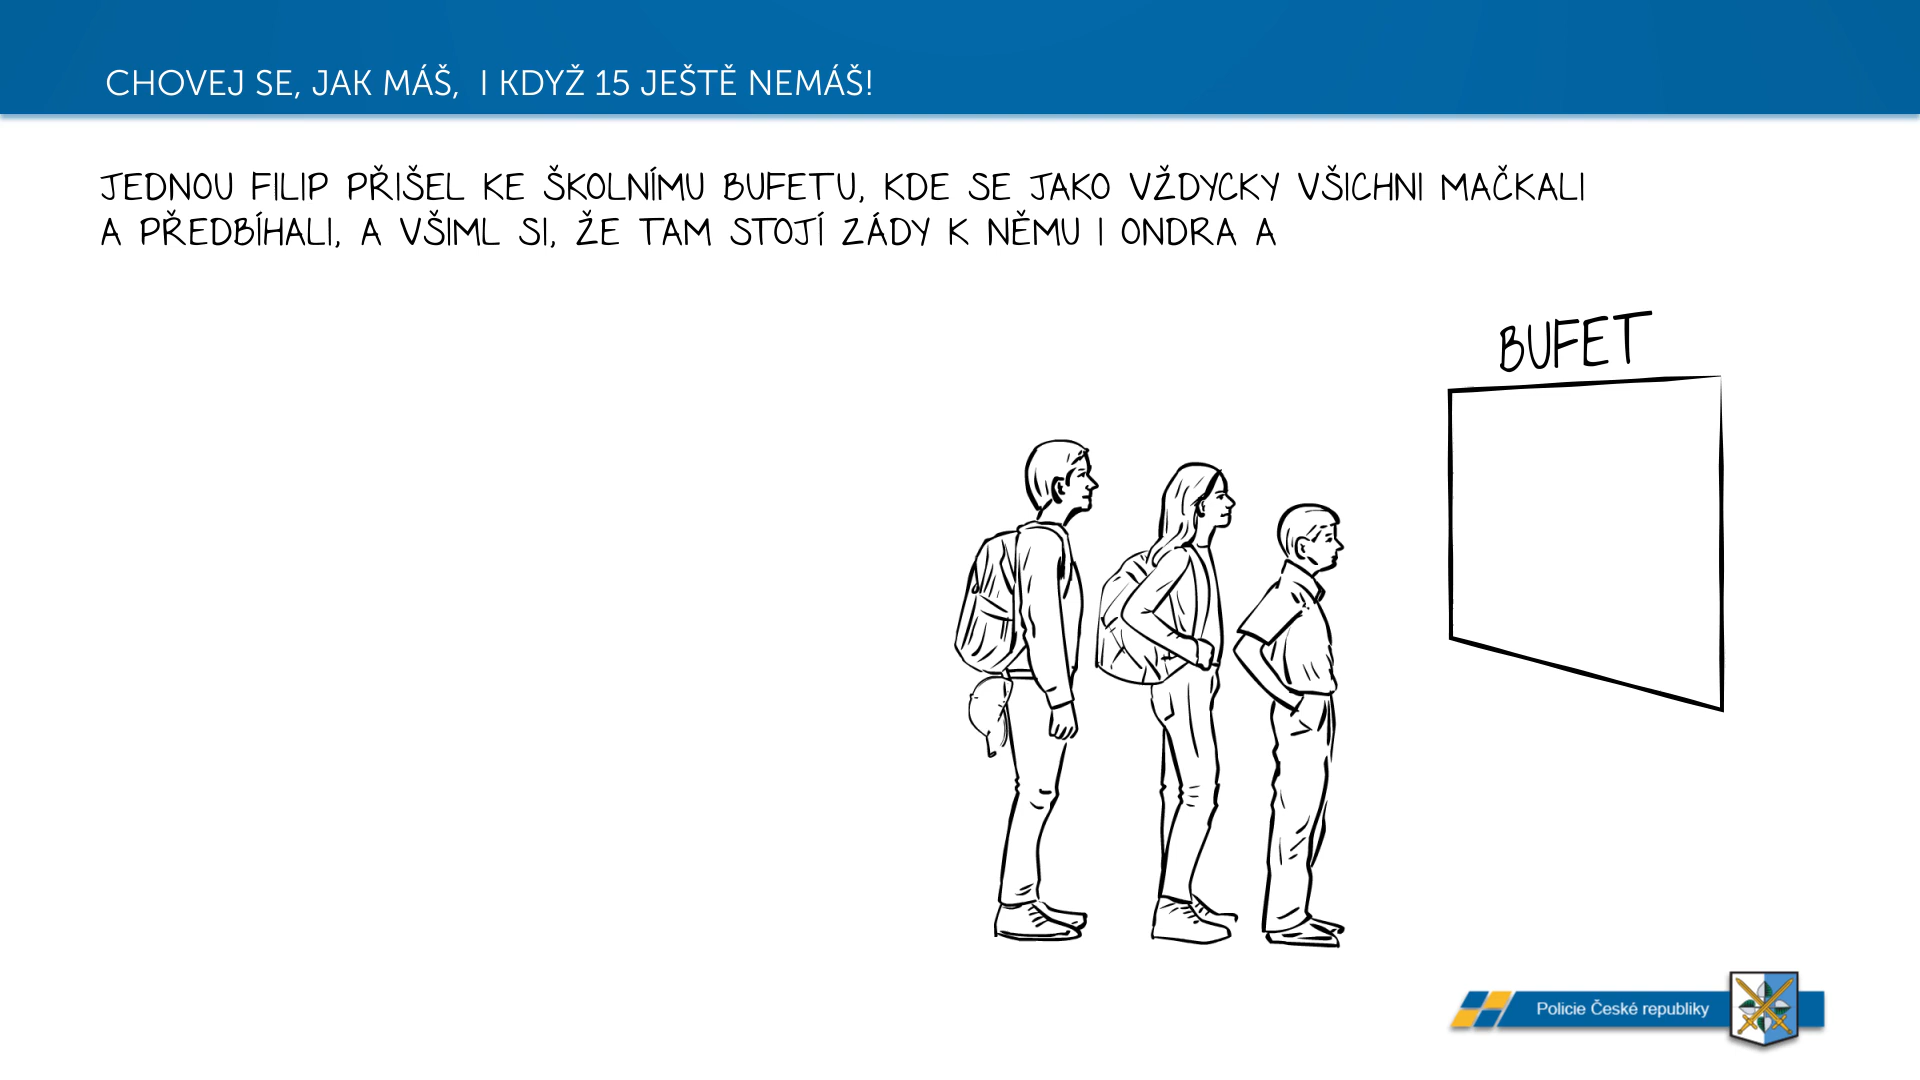 CHOVEJ SE, JAK MÁŠ, I KDYŽ 15 JEŠTĚ NEMÁŠ!
JEDNOU FILIP PŘIŠEL KE ŠKOLNÍMU BUFETU, KDE SE JAKO VŽDYCKY VŠICHNI MAČKALI
A PŘEDBÍHALI, A VŠIML SI, ŽE TAM STOJÍ ZÁDY K NĚMU I ONDRA A
BUFET
Policie České republiky